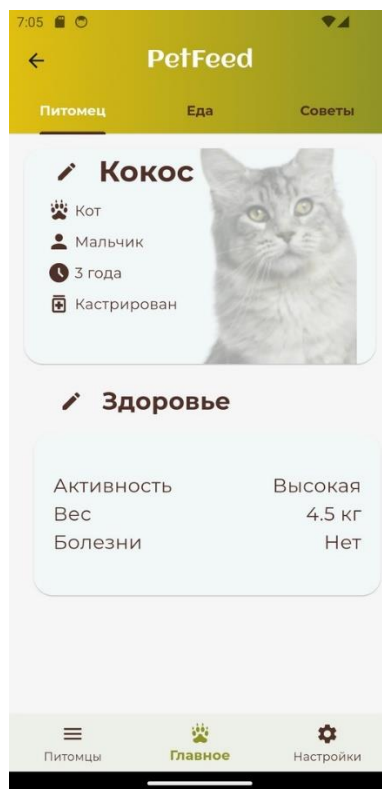 7:05
PetFeed
Питомец Еда Советы
Кокос
Кот
Мальчик
3 года
Кастрирован
Здоровье
Активность Высокая
Вес 4.5 кг
Болезни Нет
Питомцы Главное Настройки